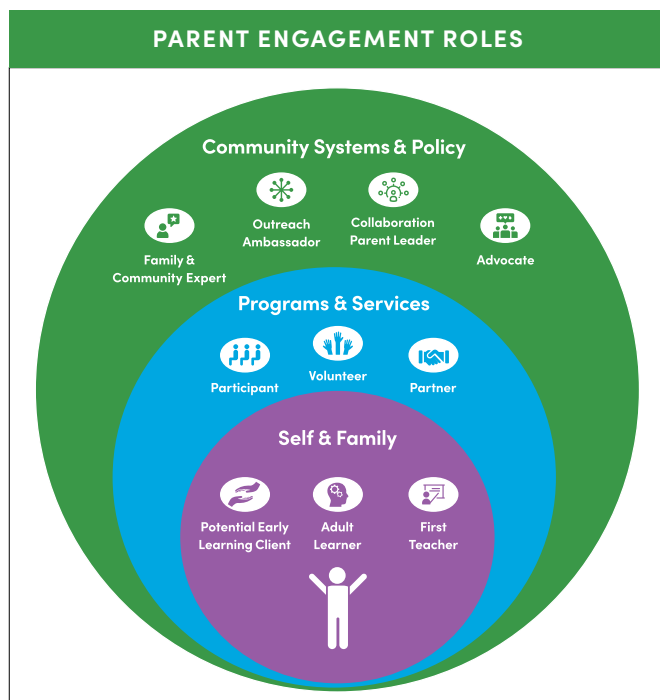 PARENT ENGAGEMENT ROLES
Community Systems & Policy
Family &
Community Expert
Outreach
Ambassador
Collaboration
Parent Leader
Advocate
Programs & Services
Participant
Volunteer
Partner
Self & Family
Potential Early
Learning Client
Adult
Learner
First
Teacher